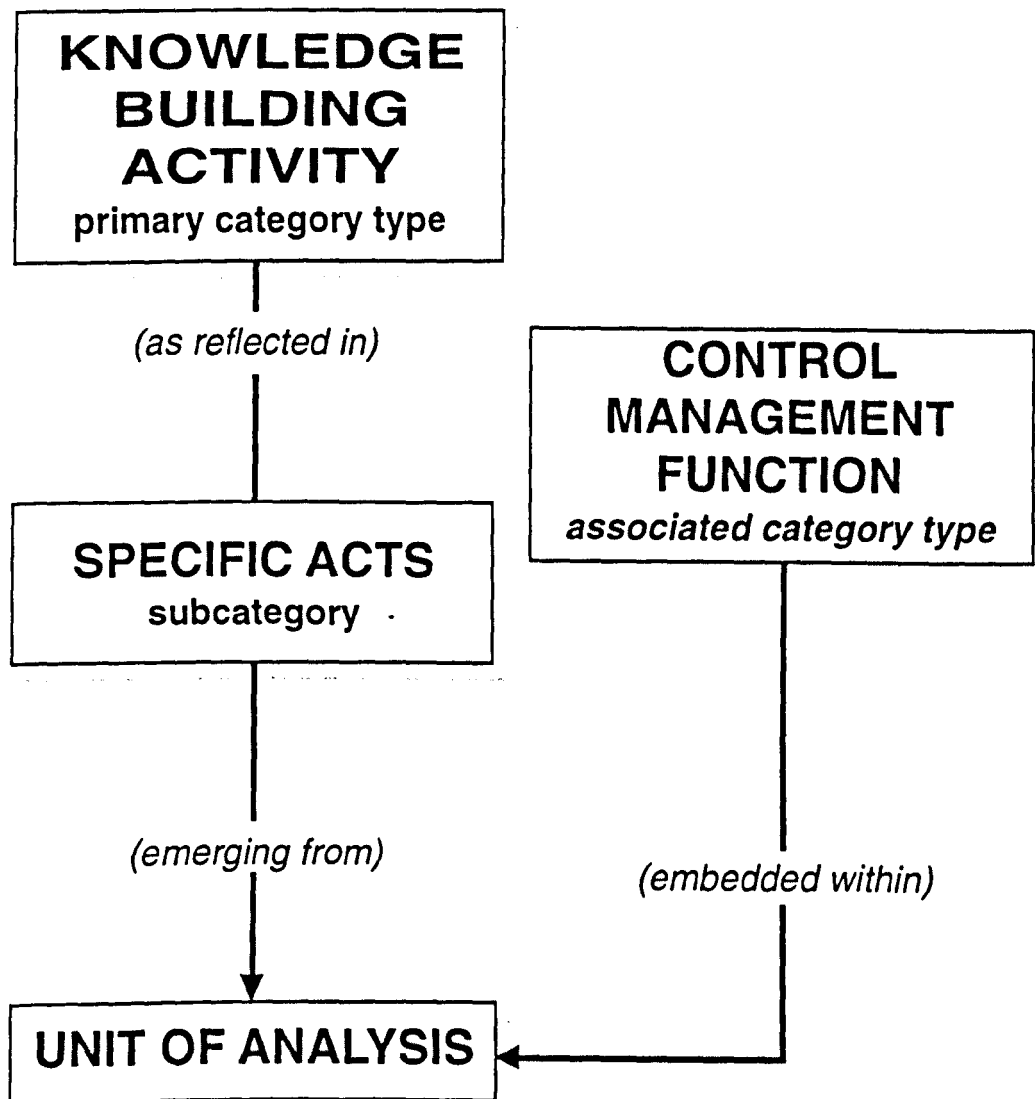 KNOWLEDGE
BUILDING
ACTIVITY
primary category type
(as reflected in)
CONTROL
MANAGEMENT
FUNCTION
associated category type
SPECIFIC ACTS
subcategory
(emerging from)
(embedded within)
UNIT OF ANALYSIS